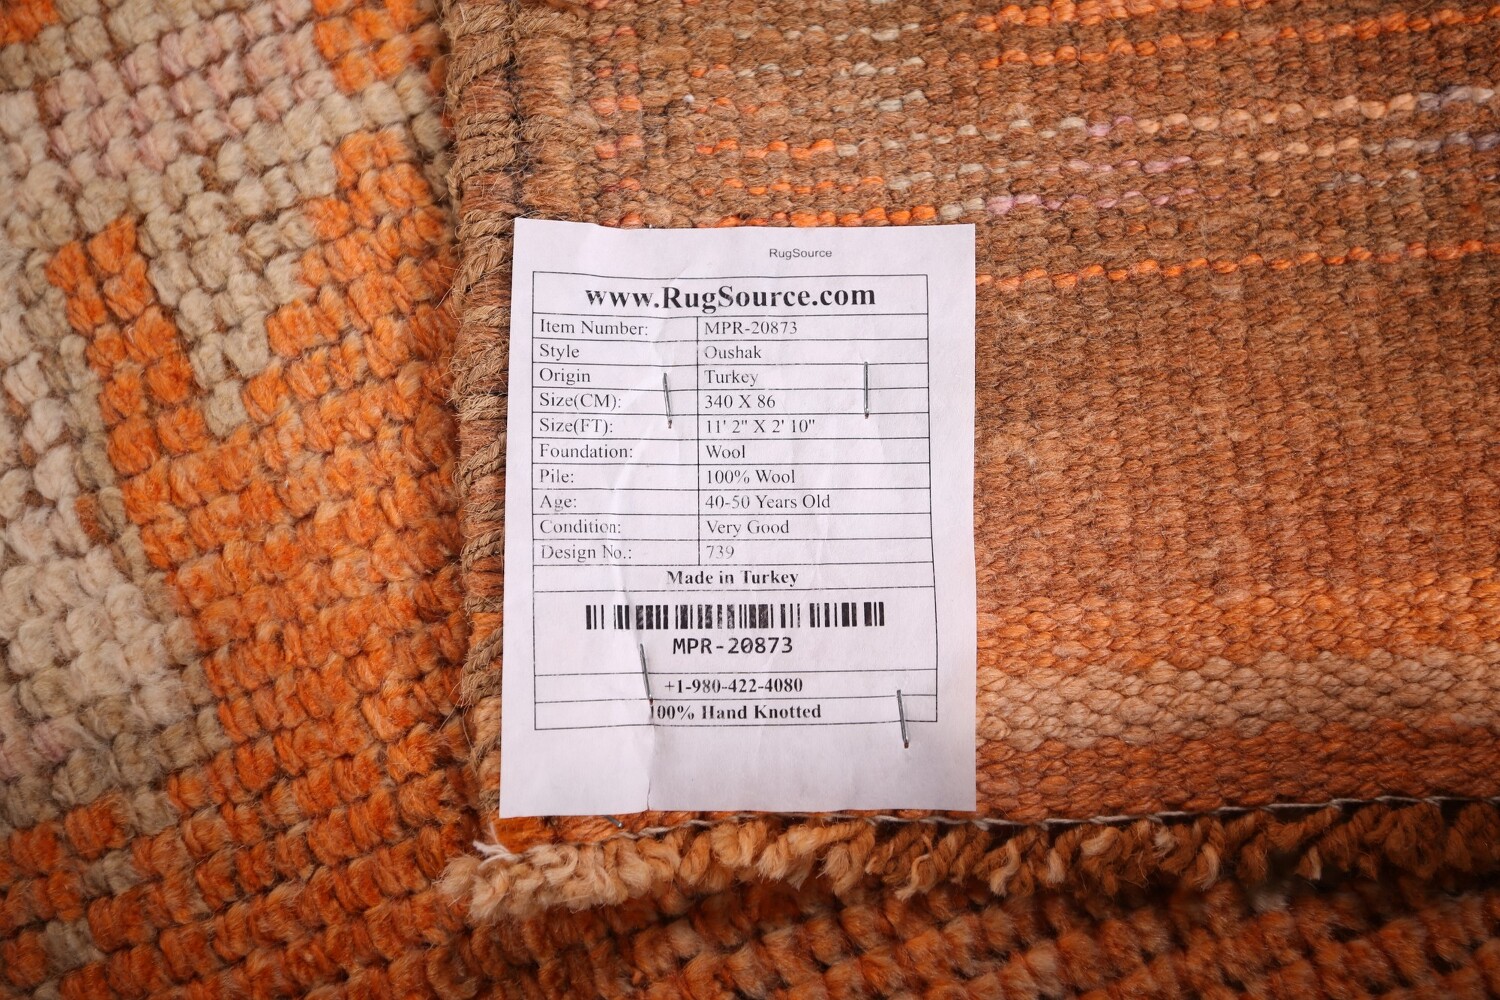 RugSource
www.RugSource.com
Item Number: MPR-20873
Style Oushak
Origin Turkey
Size(CM): 340 X 86
Size(FT): 11' 2" X 2' 10"
Foundation: Wool
Pile: 100% Wool
Age: 40-50 Years Old
Condition: Very Good
Design No.: 739
Made in Turkey
MPR-20873
+1-980-422-4080
100% Hand Knotted